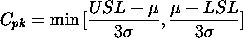 C_{pk} = \min [\frac{USL - \mu}{3\sigma}, \frac{\mu - LSL}{3\sigma}]